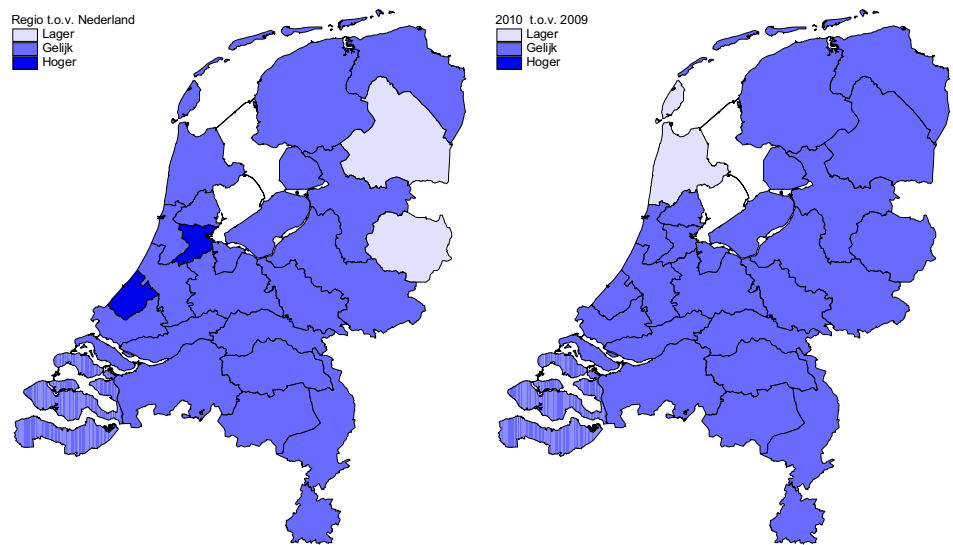 Regio t.o.v. Nederland
Lager
Gelijk
Hoger
2010 t.o.v. 2009
Lager
Gelijk
Hoger